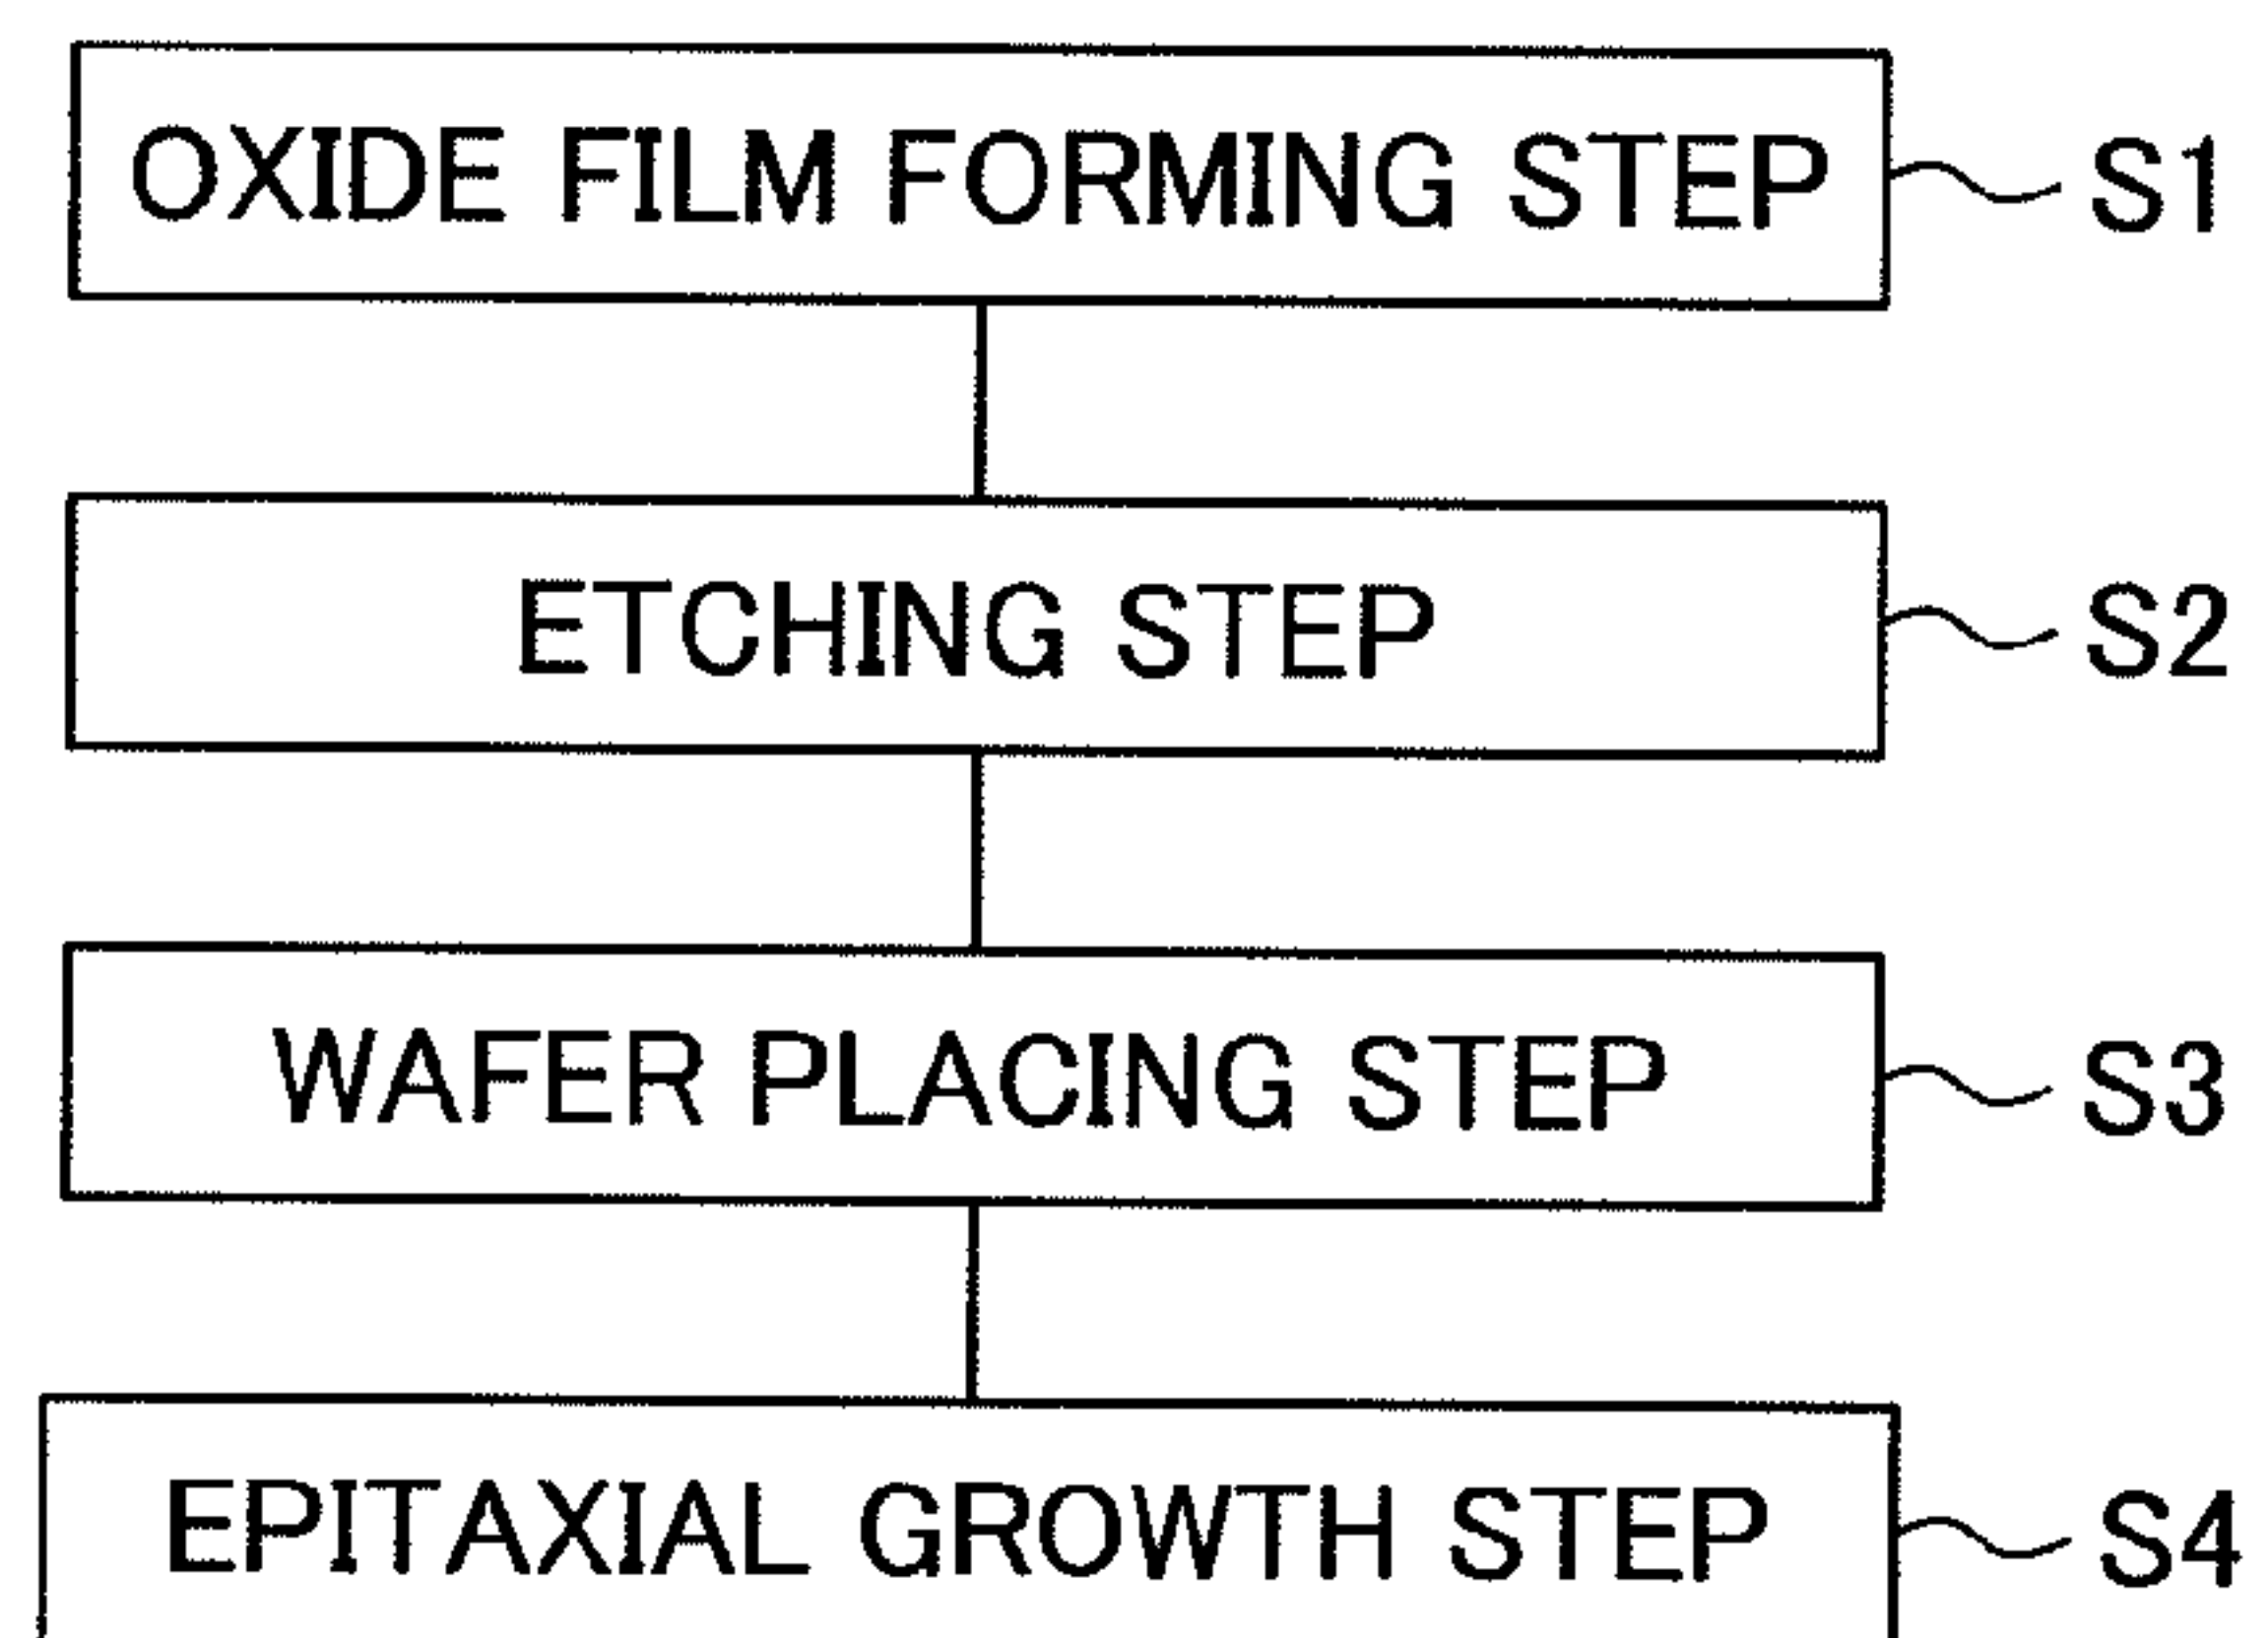 OXIDE FILM FORMING STEP S1
ETCHING STEP S2
WAFER PLACING STEP S3
EPITAXIAL GROWTH STEP S4